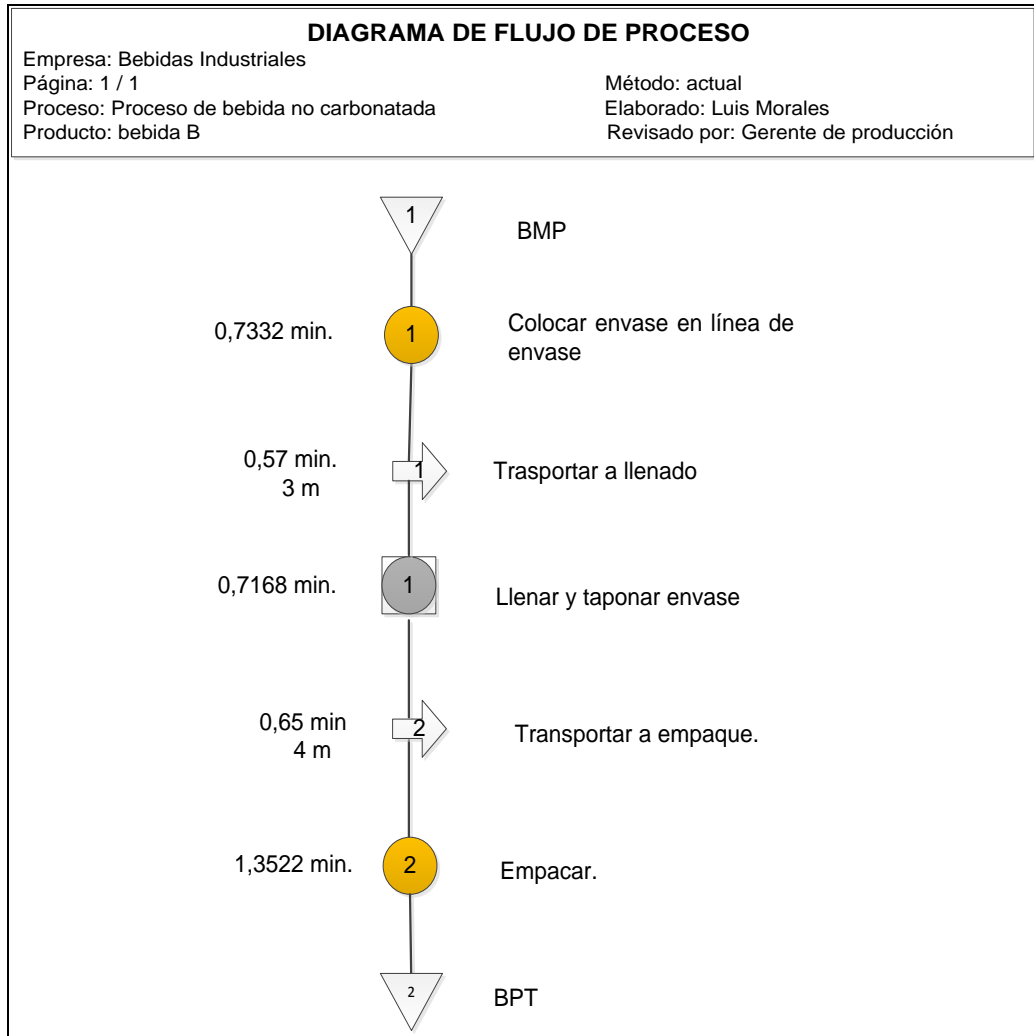 DIAGRAMA DE FLUJO DE PROCESO
Empresa: Bebidas Industriales
Página: 1 / 1
Método: actual
Proceso: Proceso de bebida no carbonatada
Elaborado: Luis Morales
Producto: bebida B
Revisado por: Gerente de producción
1
BMP
0,7332 min.
1
Colocar envase en línea de
envase
0,57 min.
3 m
1
Trasportar a llenado
0,7168 min.
1
Llenar y taponar envase
0,65 min
4 m
2
Transportar a empaque.
1,3522 min.
2
Empacar.
2
BPT